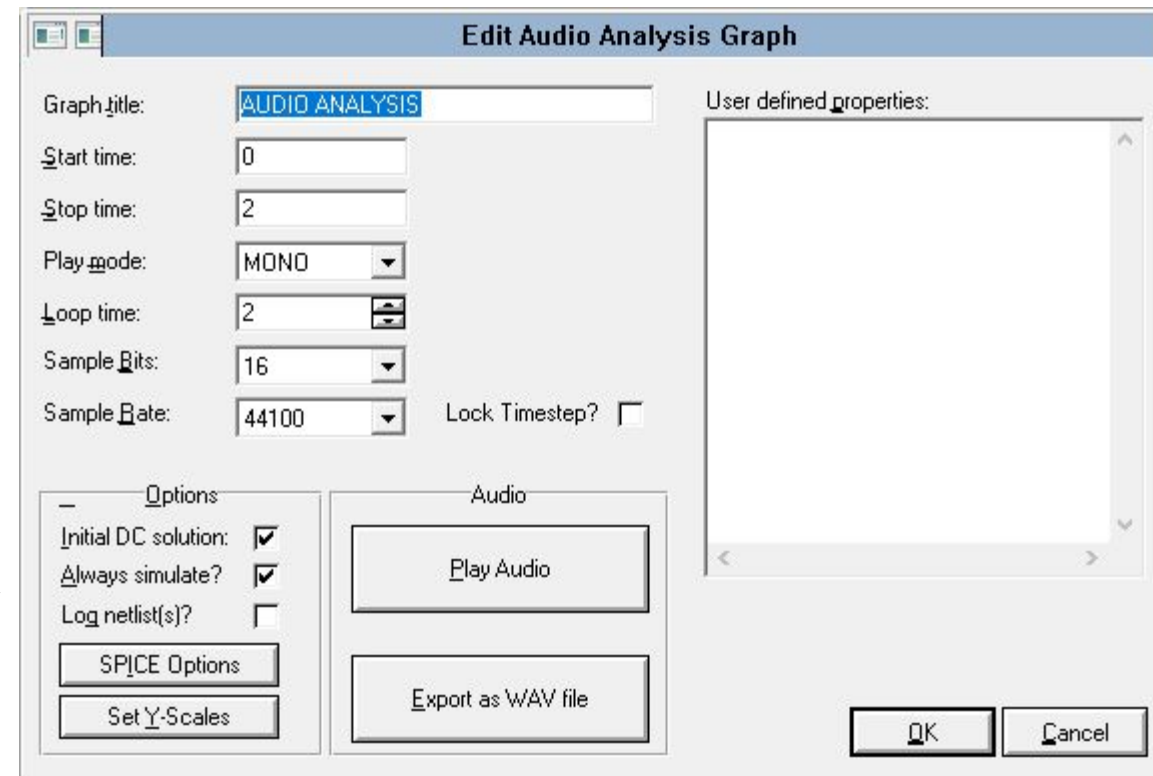 Edit Audio Analysis Graph
Graph title:
AUDIO ANALYSIS
Start time:
0
Stop time:
2
Play mode:
MONO
Loop time:
2
Sample Bits:
16
Sample Rate:
44100
Lock Timestep?
User defined properties:
Options
Initial DC solution:
Always simulate?
Log netlist(s)?
SPICE Options
Set Y-Scales
Audio
Play Audio
Export as WAV file
OK
Cancel